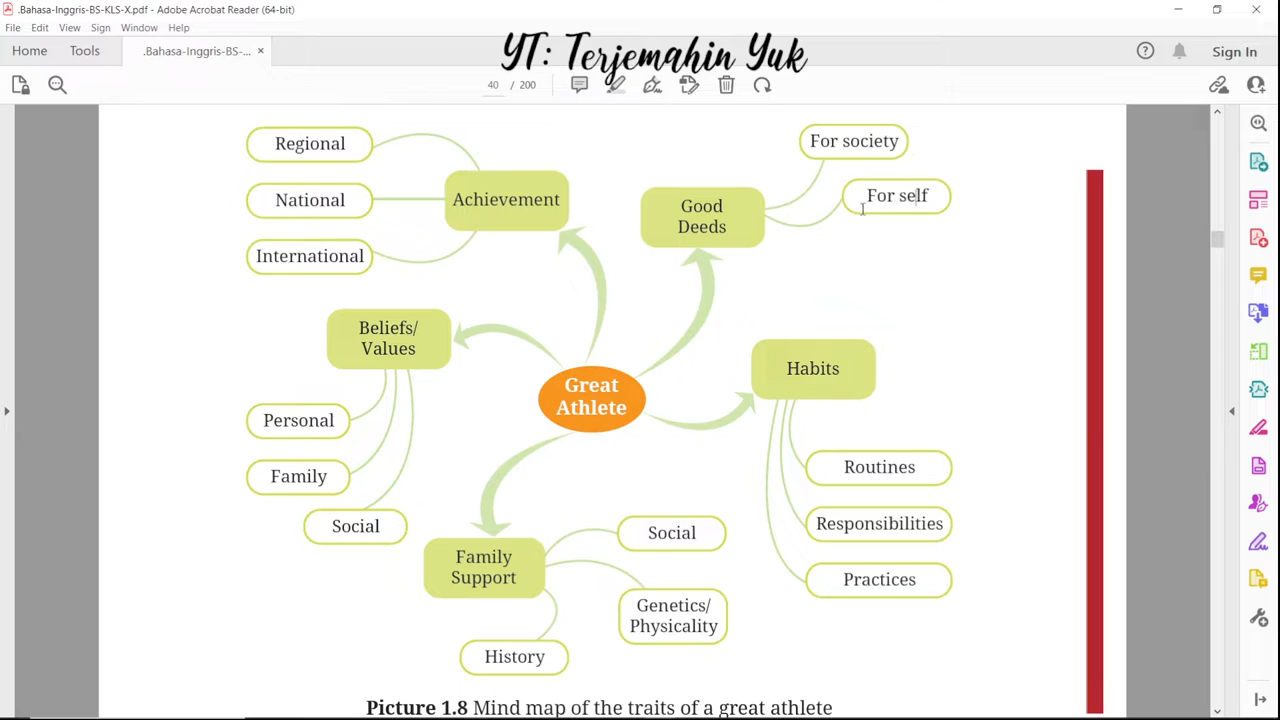 .Bahasa-Inggris-BS-KLS-X.pdf - Adobe Acrobat Reader (64-bit)
File Edit View Sign Window Help
Home Tools .Bahasa-Inggris-BS-... × Sign In
YT: Terjemahin Yuk
40 / 200
Regional
National
International
Achievement
Good
Deeds
For society
For self
Beliefs/
Values
Personal
Family
Social
Great
Athlete
Habits
Routines
Responsibilities
Practices
Family
Support
Social
Genetics/
Physicality
History
Picture 1.8 Mind map of the traits of a great athlete